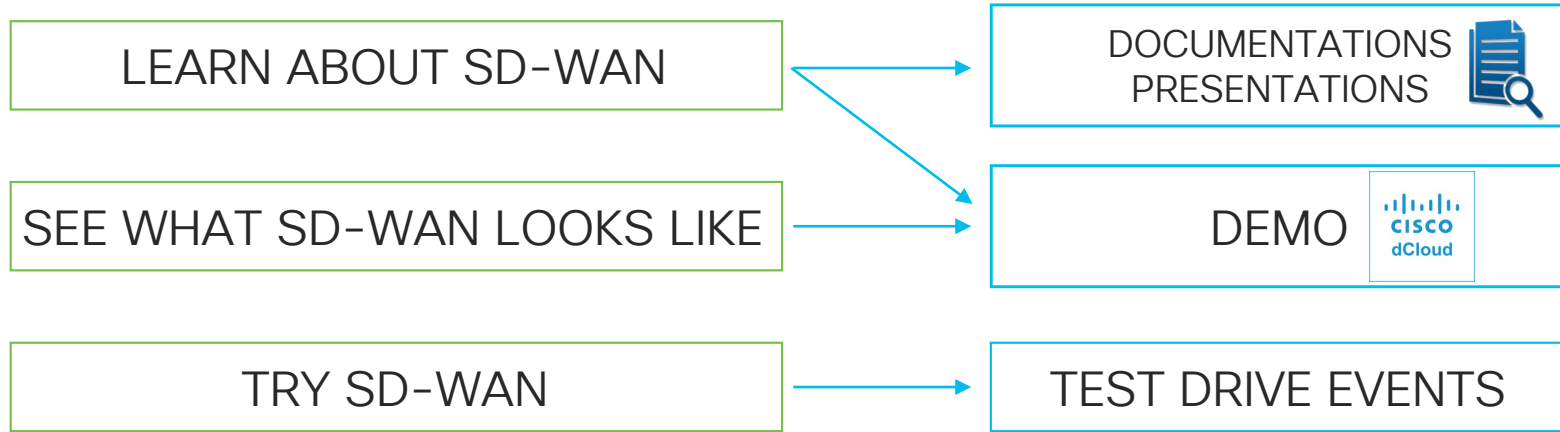 LEARN ABOUT SD-WAN
DOCUMENTATIONS
PRESENTATIONS
SEE WHAT SD-WAN LOOKS LIKE
DEMO
CISCO
dCloud
TRY SD-WAN
TEST DRIVE EVENTS